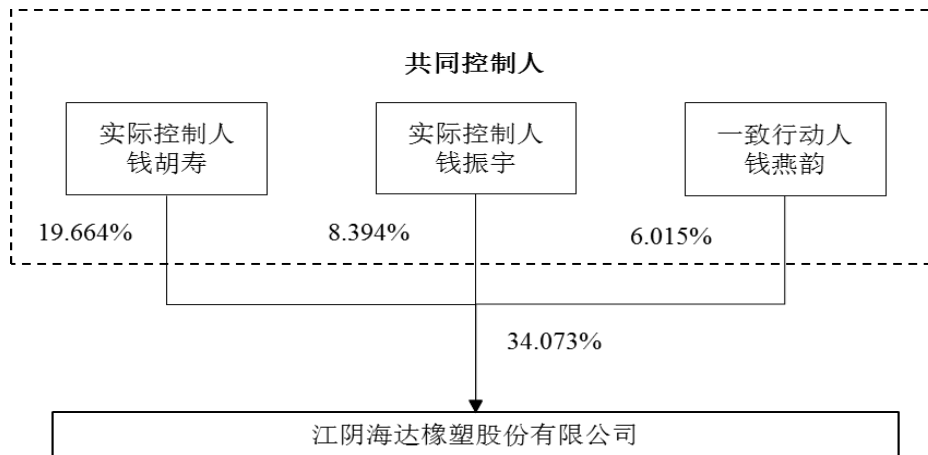 共同控制人
实际控制人
钱胡寿
实际控制人
钱振宇
一致行动人
钱燕韵
19.664%
8.394%
6.015%
34.073%
江阴海达橡塑股份有限公司